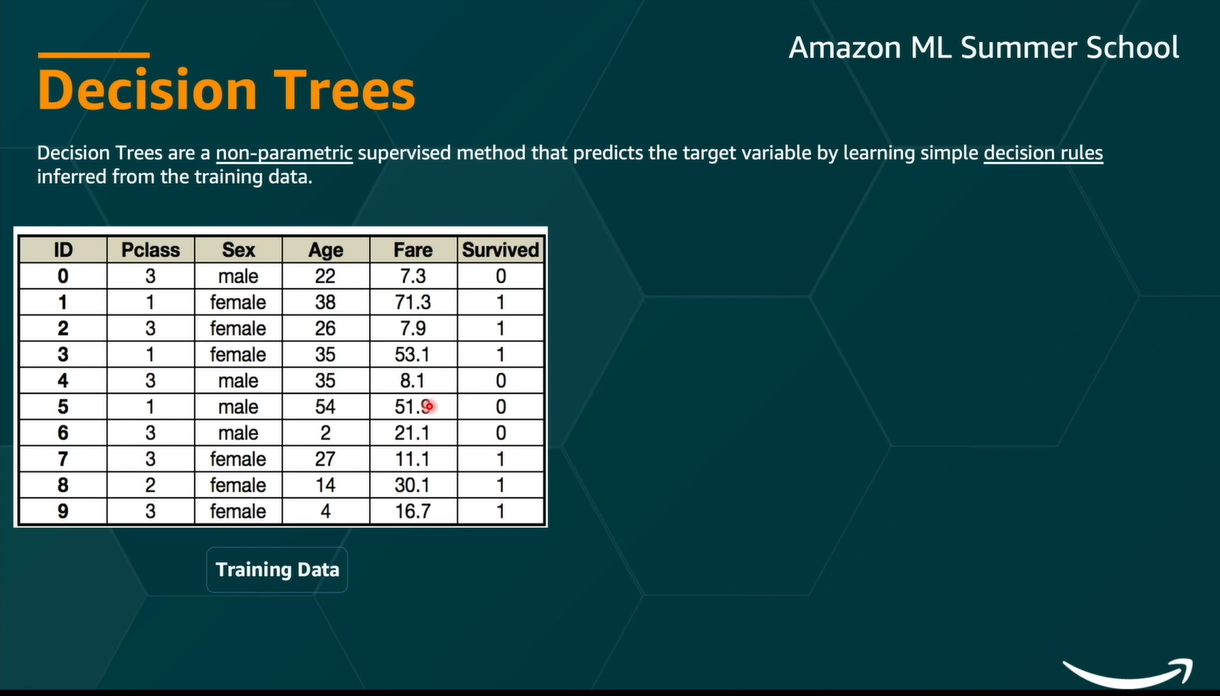 Amazon ML Summer School
Decision Trees
Decision Trees are a non-parametric supervised method that predicts the target variable by learning simple decision rules
inferred from the training data.
ID Pclass Sex Age Fare Survived
0 3 male 22 7.3 0
1 1 female 38 71.3 1
2 3 female 26 7.9 1
3 1 female 35 53.1 1
4 3 male 35 8.1 0
5 1 male 54 51.9 0
6 3 male 2 21.1 0
7 3 female 27 11.1 1
8 2 female 14 30.1 1
9 3 female 4 16.7 1
Training Data